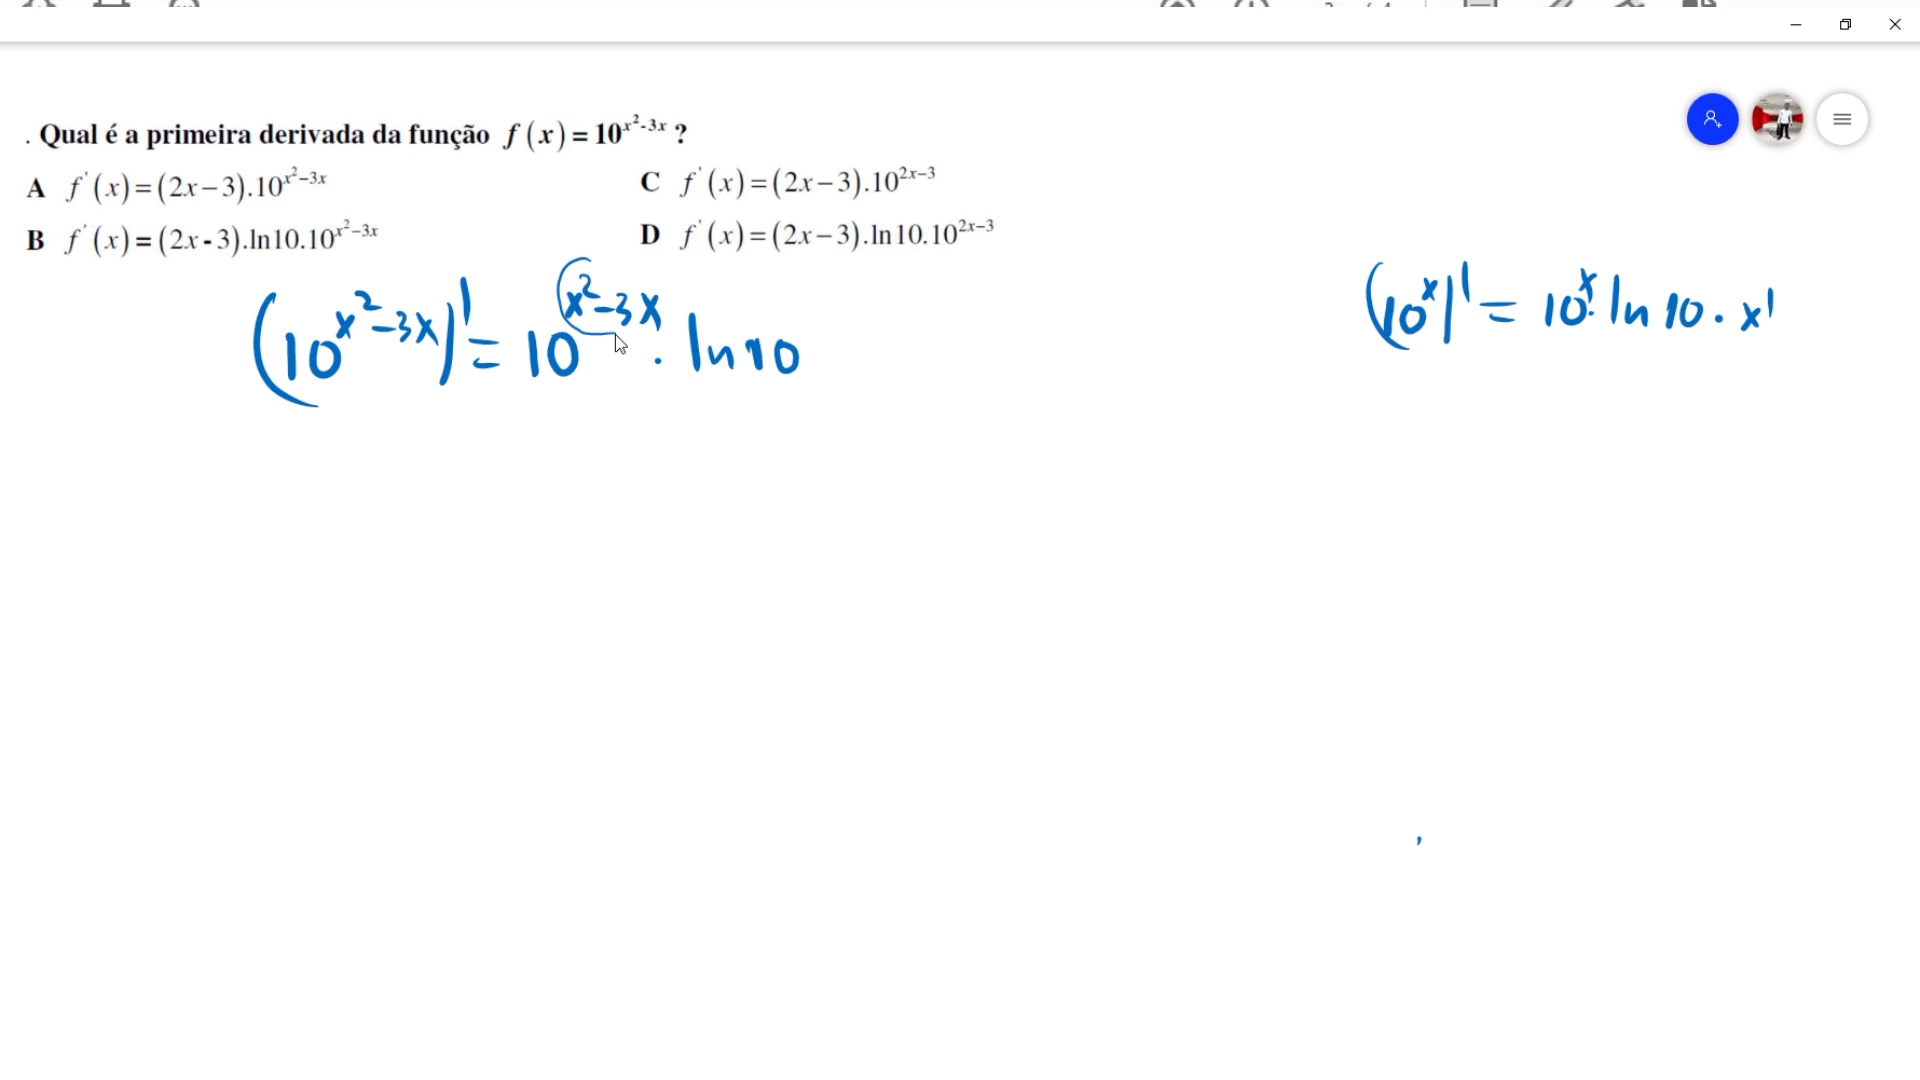 . Qual é a primeira derivada da função f(x) = 10^{x²-3x} ?
A f'(x) = (2x−3).10^{x²−3x}
C f'(x) = (2x−3).10^{2x−3}
B f'(x) = (2x-3).ln10.10^{x²−3x}
D f'(x) = (2x−3).ln10.10^{2x−3}
(10^{x²−3x})' = 10^{x²−3x} · ln 10
(10^x)' = 10^x · ln 10 · x'